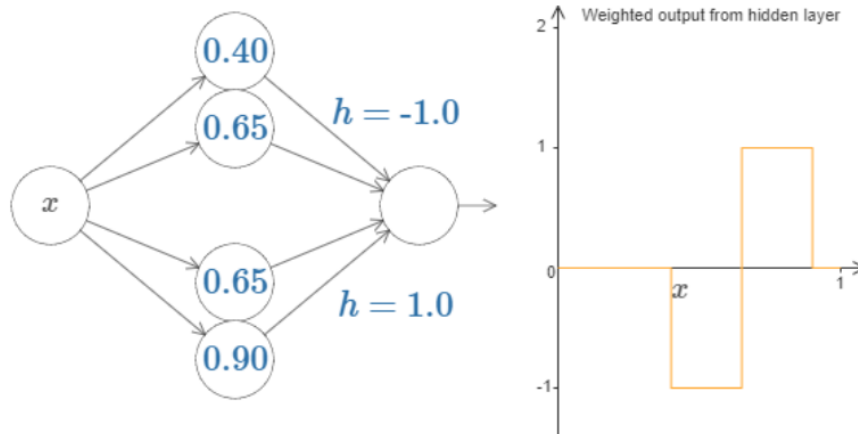 0.40
h = -1.0
0.65
x
0.65
h = 1.0
0.90
Weighted output from hidden layer
2
1
0
x
1
-1